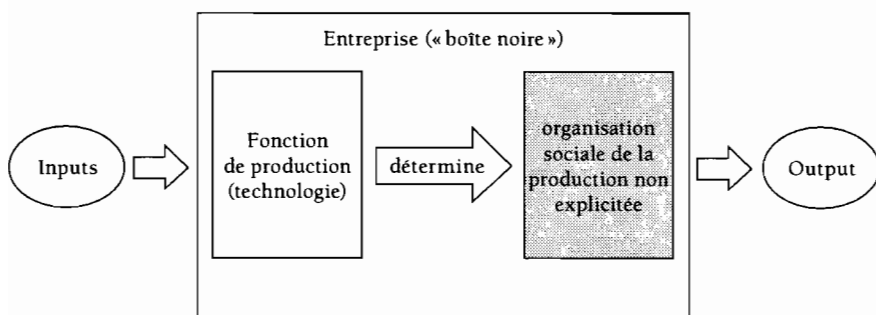 Entreprise (« boîte noire »)
Inputs
Fonction
de production
(technologie)
détermine
organisation
sociale de la
production non
explicitée
Output